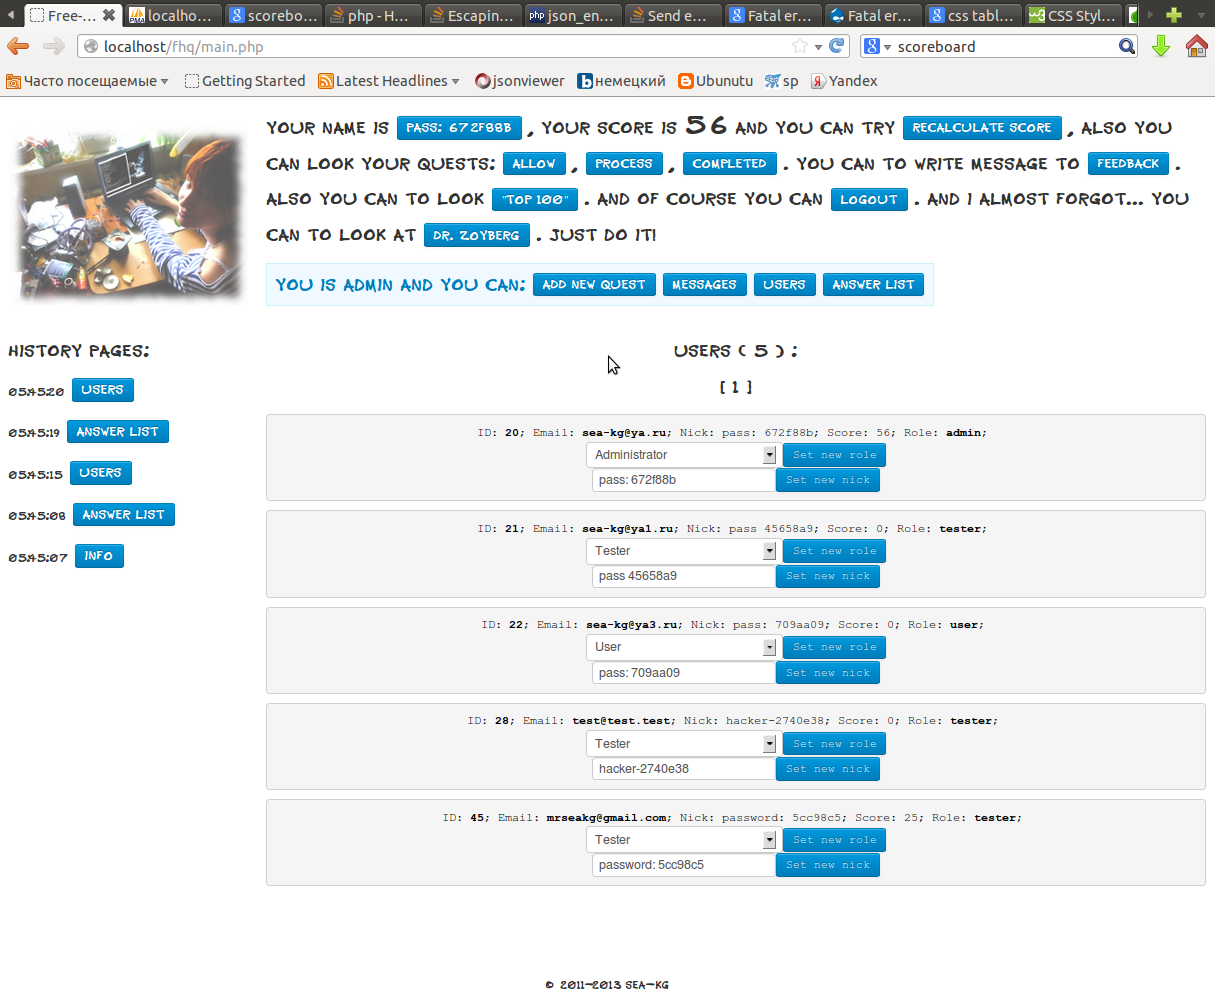 Free-... localho... scorebo... php - H... Escapin... json_en... Send e... Fatal er... Fatal er... css tabl... CSS Styl...
localhost/fhq/main.php scoreboard
Часто посещаемые Getting Started Latest Headlines jsonviewer немецкий Ubunutu sp Yandex
YOUR NAME IS PASS: 672F88B , YOUR SCORE IS 56 AND YOU CAN TRY RECALCULATE SCORE , ALSO YOU
CAN LOOK YOUR QUESTS: ALLOW , PROCESS , COMPLETED . YOU CAN TO WRITE MESSAGE TO FEEDBACK .
ALSO YOU CAN TO LOOK "TOP 100" . AND OF COURSE YOU CAN LOGOUT . AND I ALMOST FORGOT... YOU
CAN TO LOOK AT DR. ZOYBERG . JUST DO IT!
YOU IS ADMIN AND YOU CAN: ADD NEW QUEST MESSAGES USERS ANSWER LIST
HISTORY PAGES:
05:45:20 USERS
05:45:19 ANSWER LIST
05:45:15 USERS
05:45:08 ANSWER LIST
05:45:07 INFO
USERS ( 5 ) :
[ 1 ]
ID: 20; Email: sea-kg@ya.ru; Nick: pass: 672f88b; Score: 56; Role: admin;
Administrator Set new role
pass: 672f88b Set new nick
ID: 21; Email: sea-kg@ya1.ru; Nick: pass 45658a9; Score: 0; Role: tester;
Tester Set new role
pass 45658a9 Set new nick
ID: 22; Email: sea-kg@ya3.ru; Nick: pass: 709aa09; Score: 0; Role: user;
User Set new role
pass: 709aa09 Set new nick
ID: 28; Email: test@test.test; Nick: hacker-2740e38; Score: 0; Role: tester;
Tester Set new role
hacker-2740e38 Set new nick
ID: 45; Email: mrseakg@gmail.com; Nick: password: 5cc98c5; Score: 25; Role: tester;
Tester Set new role
password: 5cc98c5 Set new nick
© 2011-2013 SEA-KG